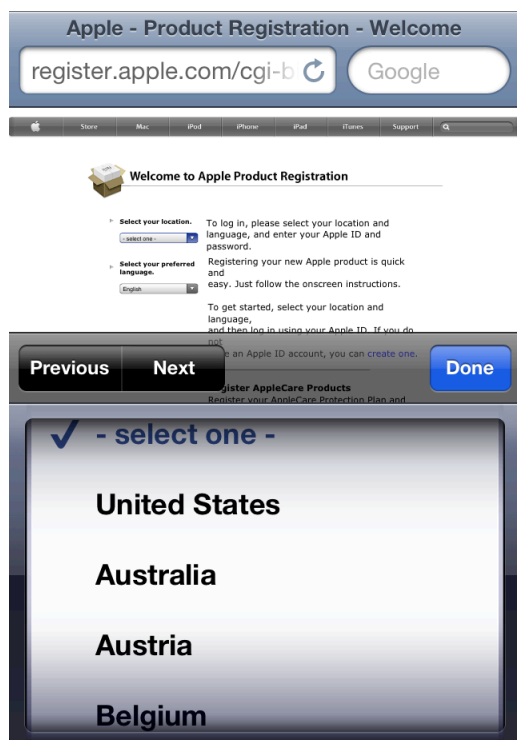 Apple - Product Registration - Welcome
register.apple.com/cgi-b
Google
Store Mac iPod iPhone iPad iTunes Support
Welcome to Apple Product Registration
Select your location.
- select one -
Select your preferred
language.
English
To log in, please select your location and
language, and enter your Apple ID and
password.
Registering your new Apple product is quick
and
easy. Just follow the onscreen instructions.
To get started, select your location and
language,
and then log in using your Apple ID. If you do
not
an Apple ID account, you can create one.
Register AppleCare Products
Register your AppleCare Protection Plan and
Previous Next Done
- select one -
United States
Australia
Austria
Belgium